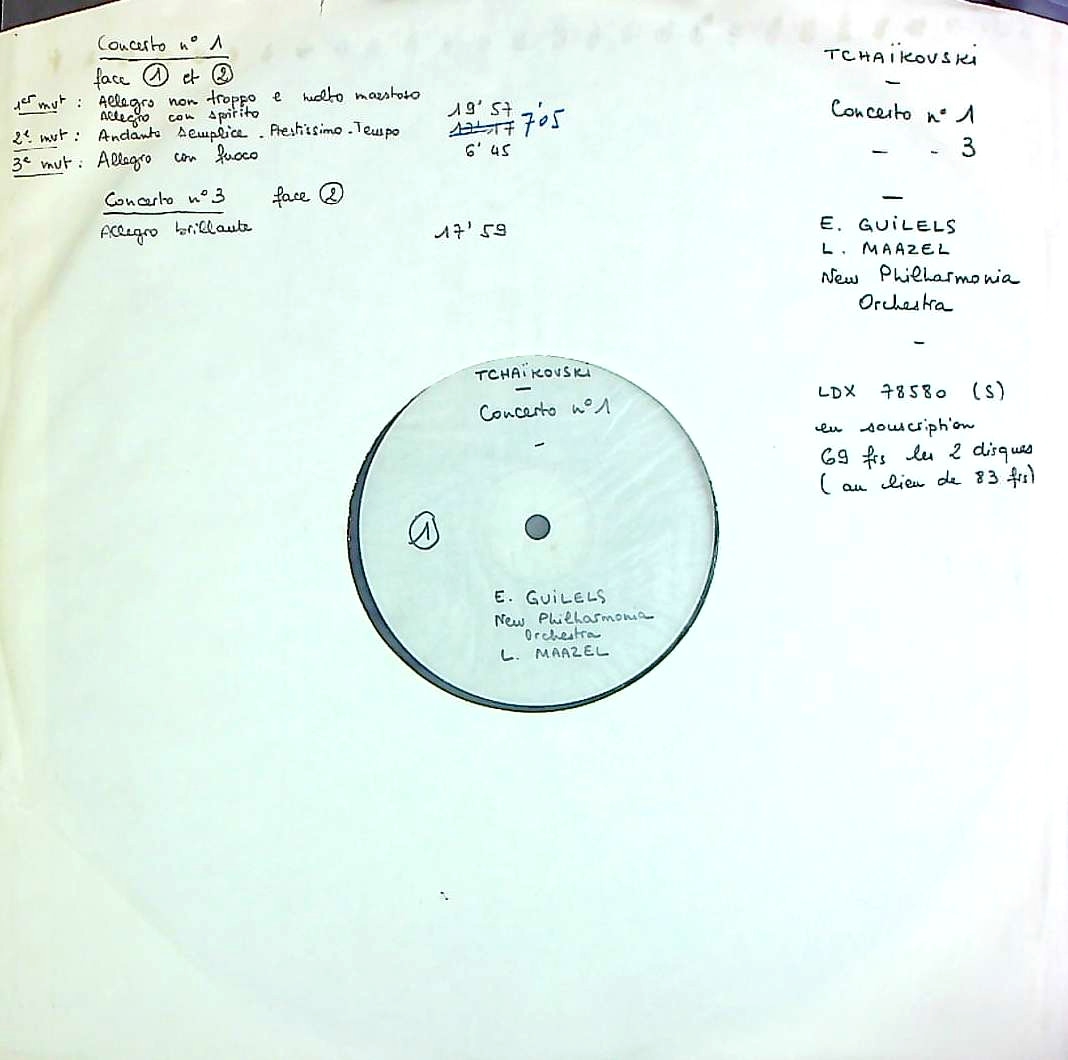 Concerto n° 1
face ① et ②
1er mvt : Allegro non troppo e molto maestoso
Allegro con spirito
19' 57
2e mvt : Andante semplice - Prestissimo - Tempo
17' 17 7'05
3e mvt : Allegro con fuoco
6' 45
Concerto n° 3 face ②
Allegro brillante
17' 59
TCHAÏKOVSKI
—
Concerto n° 1
— - 3
—
E. GUILELS
L. MAAZEL
New Philharmonia
Orchestra
-
LDX 78580 (S)
en souscription
69 frs les 2 disques
( au lieu de 83 frs)
TCHAÏKOVSKI
—
Concerto n° 1
-
①
E. GUILELS
New Philharmonia
Orchestra
L. MAAZEL